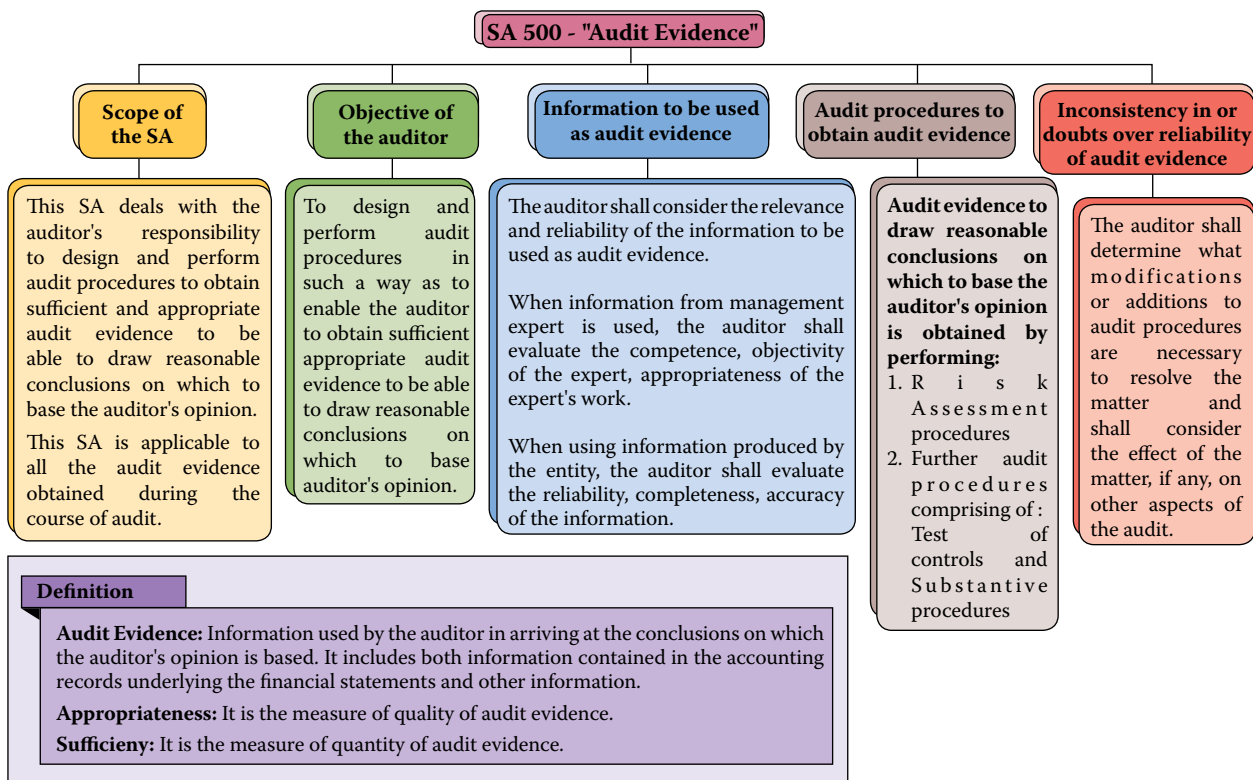 SA 500 - "Audit Evidence"
Scope of
the SA
This SA deals with the
auditor's responsibility
to design and perform
audit procedures to obtain
sufficient and appropriate
audit evidence to be
able to draw reasonable
conclusions on which to
base the auditor's opinion.
This SA is applicable to
all the audit evidence
obtained during the
course of audit.
Objective of
the auditor
To design and
perform audit
procedures in
such a way as to
enable the auditor
to obtain sufficient
appropriate audit
evidence to be able
to draw reasonable
conclusions on
which to base
auditor's opinion.
Information to be used
as audit evidence
The auditor shall consider the relevance
and reliability of the information to be
used as audit evidence.
When information from management
expert is used, the auditor shall
evaluate the competence, objectivity
of the expert, appropriateness of the
expert's work.
When using information produced by
the entity, the auditor shall evaluate
the reliability, completeness, accuracy
of the information.
Audit procedures to
obtain audit evidence
Audit evidence to
draw reasonable
conclusions on
which to base the
auditor's opinion
is obtained by
performing:
1. Risk
Assessment
procedures
2. Further audit
procedures
comprising of :
Test of
controls and
Substantive
procedures
Inconsistency in or
doubts over reliability
of audit evidence
The auditor shall
determine what
modifications
or additions to
audit procedures
are necessary
to resolve the
matter and
shall consider
the effect of the
matter, if any, on
other aspects of
the audit.
Definition
Audit Evidence: Information used by the auditor in arriving at the conclusions on which
the auditor's opinion is based. It includes both information contained in the accounting
records underlying the financial statements and other information.
Appropriateness: It is the measure of quality of audit evidence.
Sufficieny: It is the measure of quantity of audit evidence.